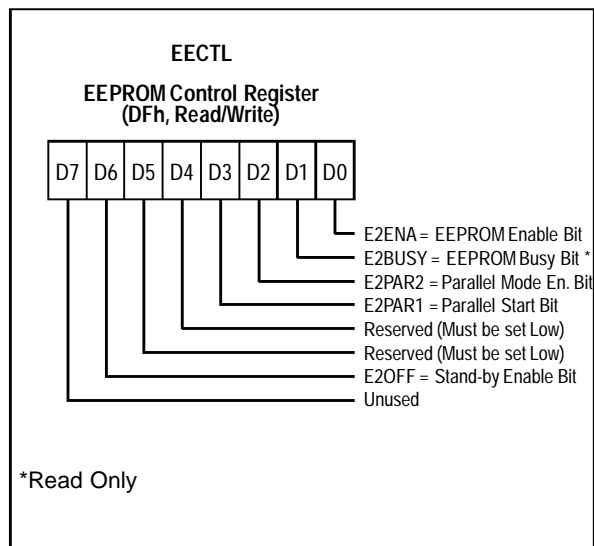 EECTL
EEPROM Control Register
(DFh, Read/Write)
D7 D6 D5 D4 D3 D2 D1 D0
E2ENA = EEPROM Enable Bit
E2BUSY = EEPROM Busy Bit *
E2PAR2 = Parallel Mode En. Bit
E2PAR1 = Parallel Start Bit
Reserved (Must be set Low)
Reserved (Must be set Low)
E2OFF = Stand-by Enable Bit
Unused
*Read Only